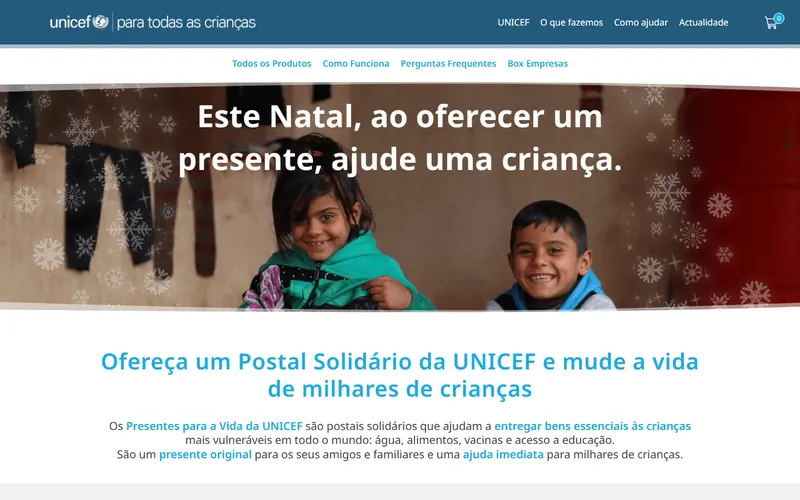 unicef para todas as crianças
UNICEF O que fazemos Como ajudar Actualidade
0
Todos os Produtos Como Funciona Perguntas Frequentes Box Empresas
Este Natal, ao oferecer um
presente, ajude uma criança.
Ofereça um Postal Solidário da UNICEF e mude a vida
de milhares de crianças
Os Presentes para a Vida da UNICEF são postais solidários que ajudam a entregar bens essenciais às crianças
mais vulneráveis em todo o mundo: água, alimentos, vacinas e acesso a educação.
São um presente original para os seus amigos e familiares e uma ajuda imediata para milhares de crianças.